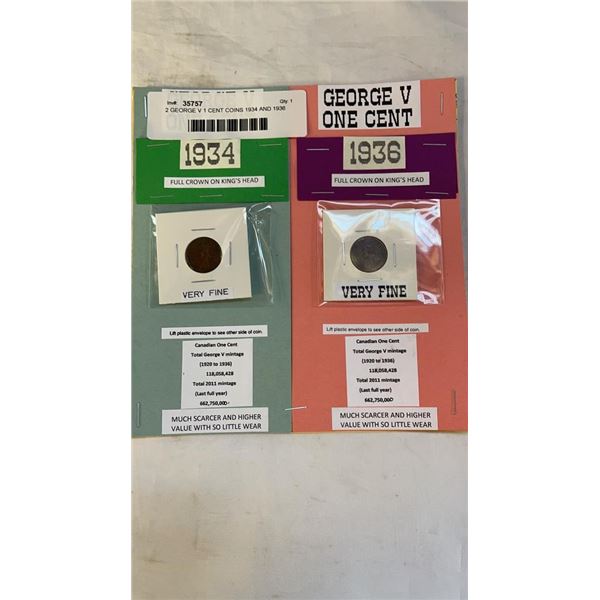 Inv#: 35757 Qty: 1
2 GEORGE V 1 CENT COINS 1934 AND 1936
1934
FULL CROWN ON KING'S HEAD
VERY FINE
Lift plastic envelope to see other side of coin.
Canadian One Cent
Total George V mintage
(1920 to 1936)
118,058,428
Total 2011 mintage
(Last full year)
662,750,000
MUCH SCARCER AND HIGHER
VALUE WITH SO LITTLE WEAR
GEORGE V
ONE CENT
1936
FULL CROWN ON KING'S HEAD
VERY FINE
Lift plastic envelope to see other side of coin.
Canadian One Cent
Total George V mintage
(1920 to 1936)
118,058,428
Total 2011 mintage
(Last full year)
662,750,000
MUCH SCARCER AND HIGHER
VALUE WITH SO LITTLE WEAR